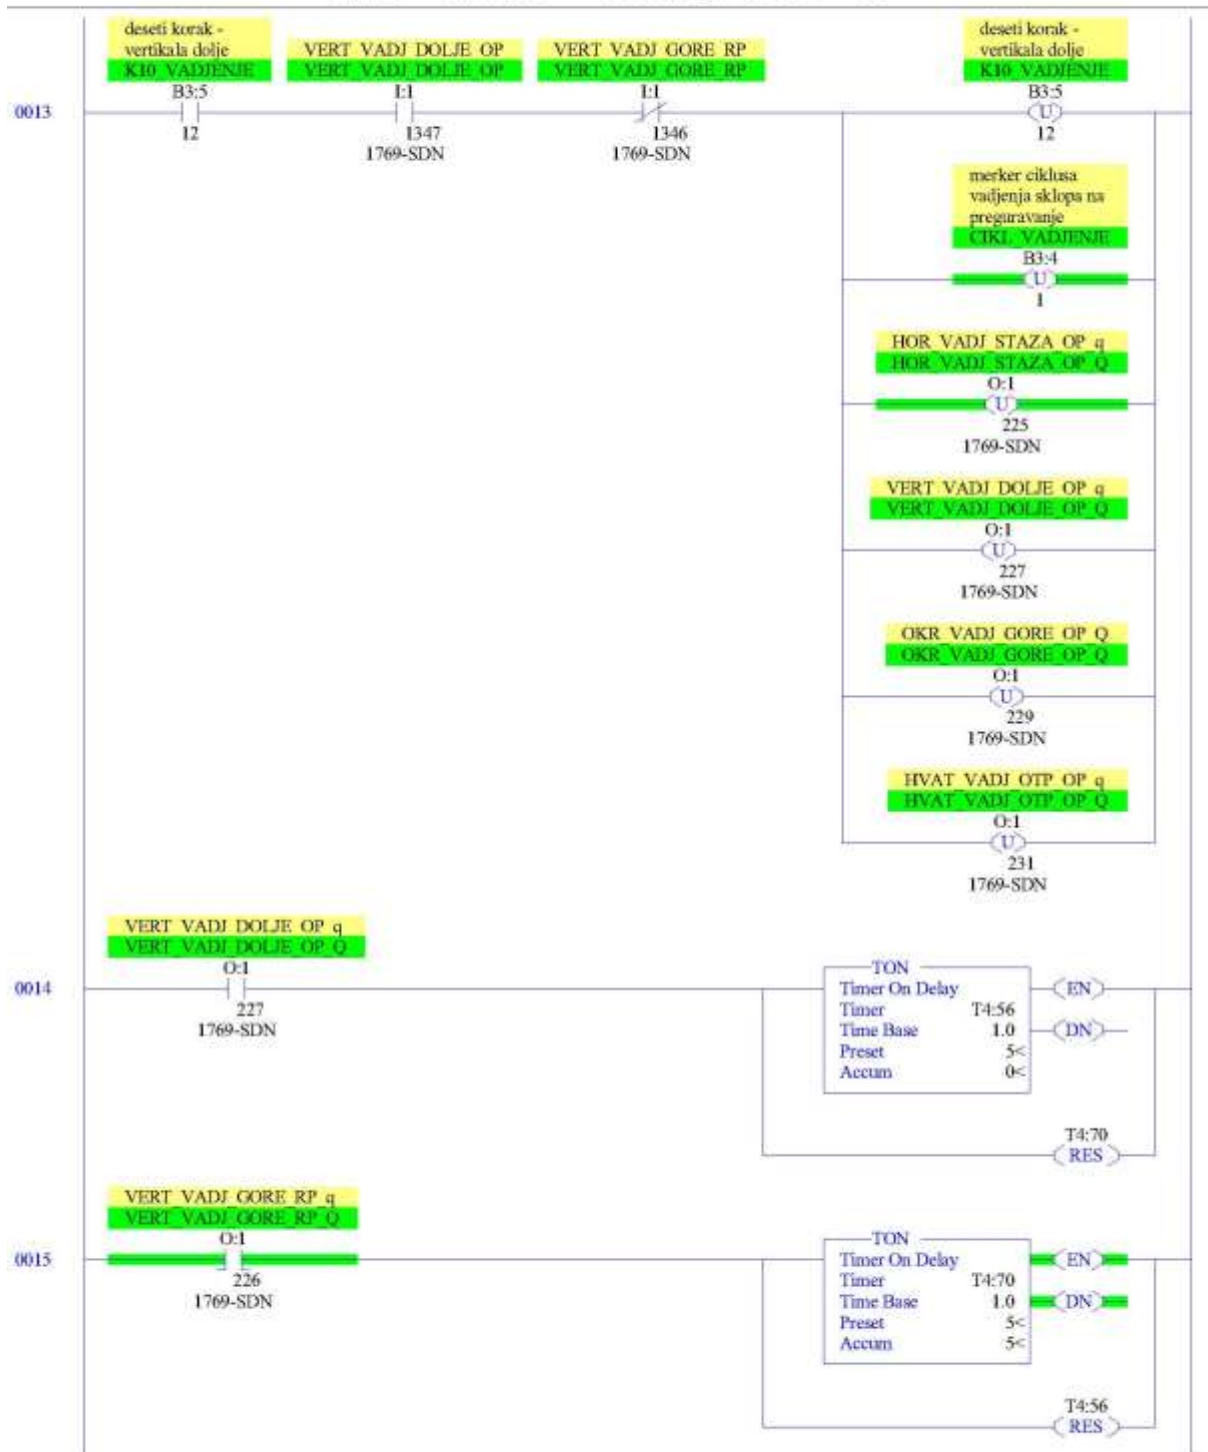 deseti korak -
vertikala dolje
K10_VADJENJE
B3:5
12
VERT_VADJ_DOLJE_OP
VERT_VADJ_DOLJE_OP
I:1
1347
1769-SDN
VERT_VADJ_GORE_RP
VERT_VADJ_GORE_RP
I:1
1346
1769-SDN
deseti korak -
vertikala dolje
K10_VADJENJE
B3:5
U
12
0013
merker ciklusa
vadjenja sklopa na
preguravanje
CIKL_VADJENJE
B3:4
U
1
HOR_VADJ_STAZA_OP_q
HOR_VADJ_STAZA_OP_Q
O:1
U
225
1769-SDN
VERT_VADJ_DOLJE_OP_q
VERT_VADJ_DOLJE_OP_Q
O:1
U
227
1769-SDN
OKR_VADJ_GORE_OP_Q
OKR_VADJ_GORE_OP_Q
O:1
U
229
1769-SDN
HVAT_VADJ_OTP_OP_q
HVAT_VADJ_OTP_OP_Q
O:1
U
231
1769-SDN
VERT_VADJ_DOLJE_OP_q
VERT_VADJ_DOLJE_OP_Q
O:1
0014
227
1769-SDN
TON
Timer On Delay
Timer T4:56
Time Base 1.0
Preset 5<
Accum 0<
EN
DN
T4:70
RES
VERT_VADJ_GORE_RP_q
VERT_VADJ_GORE_RP_Q
O:1
0015
226
1769-SDN
TON
Timer On Delay
Timer T4:70
Time Base 1.0
Preset 5<
Accum 5<
EN
DN
T4:56
RES